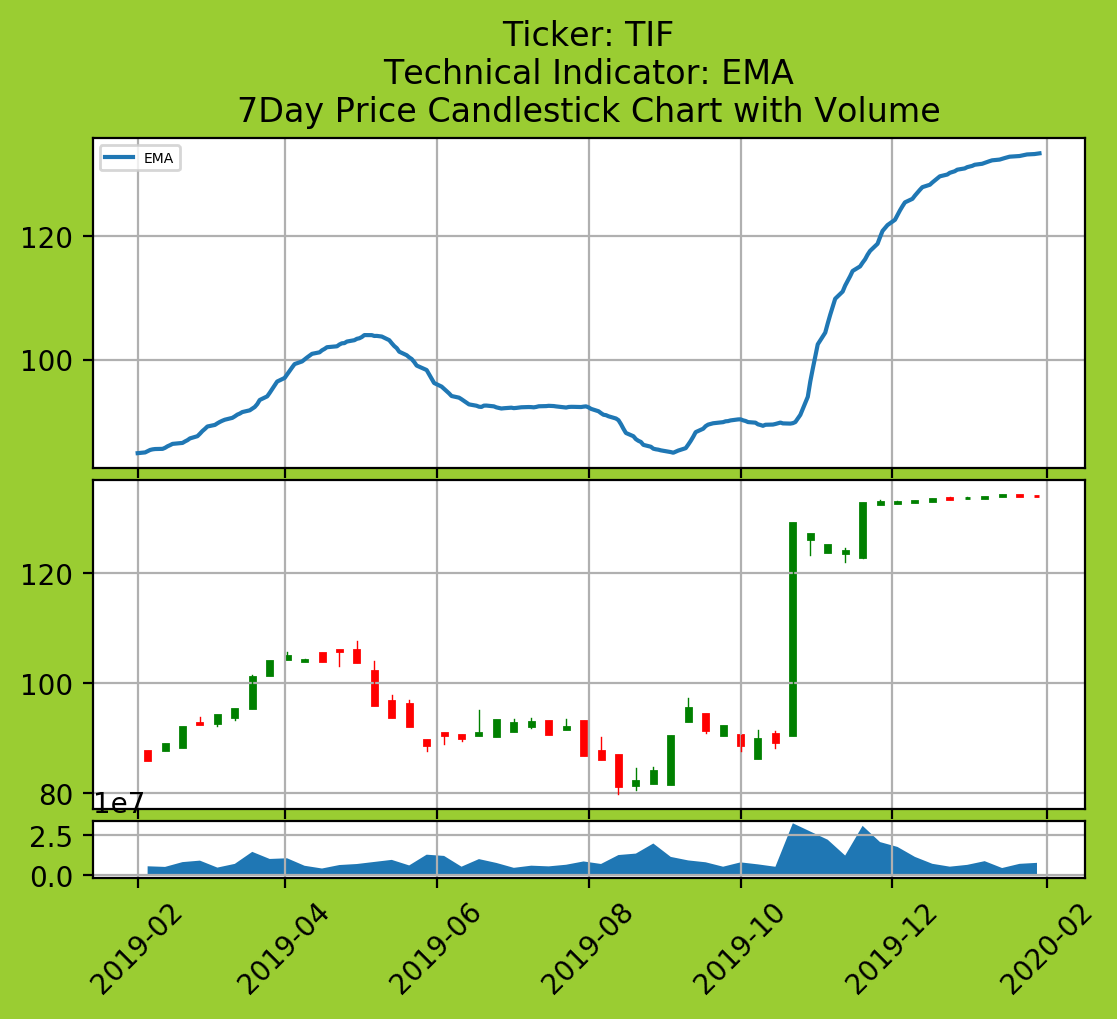 Ticker: TIF
Technical Indicator: EMA
7Day Price Candlestick Chart with Volume
EMA
120
100
120
100
80
1e7
2.5
0.0
2019-02
2019-04
2019-06
2019-08
2019-10
2019-12
2020-02